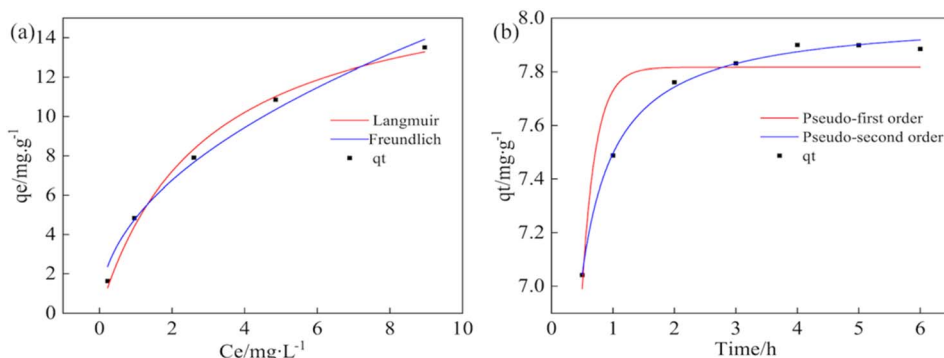 (a)
14
12
10
8
6
4
2
0
qe/mg.g⁻¹
Langmuir
Freundlich
qt
0 2 4 6 8 10
Ce/mg·L⁻¹
(b)
8.0
7.8
7.6
7.4
7.2
7.0
qt/mg·g⁻¹
Pseudo-first order
Pseudo-second order
qt
0 1 2 3 4 5 6
Time/h